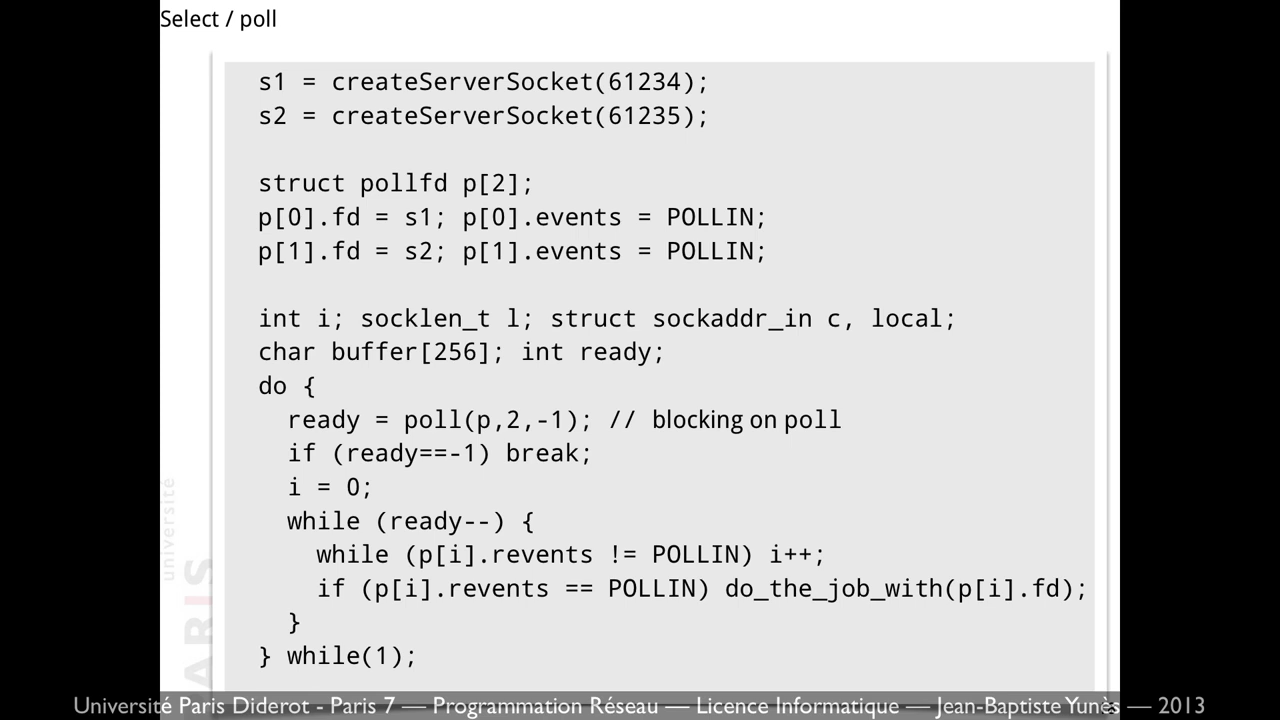 Select / poll
s1 = createServerSocket(61234);
s2 = createServerSocket(61235);
struct pollfd p[2];
p[0].fd = s1; p[0].events = POLLIN;
p[1].fd = s2; p[1].events = POLLIN;
int i; socklen_t l; struct sockaddr_in c, local;
char buffer[256]; int ready;
do {
ready = poll(p,2,-1); // blocking on poll
if (ready==-1) break;
i = 0;
while (ready--) {
while (p[i].revents != POLLIN) i++;
if (p[i].revents == POLLIN) do_the_job_with(p[i].fd);
}
} while(1);
université
PARIS
Université Paris Diderot - Paris 7 — Programmation Réseau — Licence Informatique — Jean-Baptiste Yunès — 2013